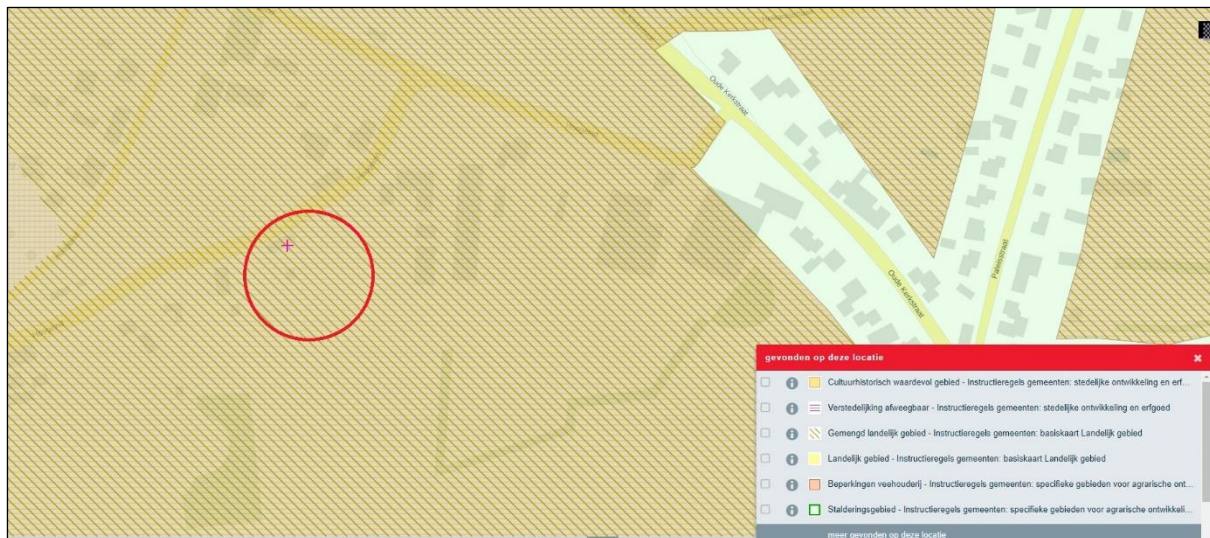 Oude Kerkstraat
Oude Kerkstraat
Paleisstraat
gevonden op deze locatie
Cultuurhistorisch waardevol gebied - Instructieregels gemeenten: stedelijke ontwikkeling en erf...
Verstedelijking afweegbaar - Instructieregels gemeenten: stedelijke ontwikkeling en erfgoed
Gemengd landelijk gebied - Instructieregels gemeenten: basiskaart Landelijk gebied
Landelijk gebied - Instructieregels gemeenten: basiskaart Landelijk gebied
Beperkingen veehouderij - Instructieregels gemeenten: specifieke gebieden voor agrarische ont...
Stalderingsgebied - Instructieregels gemeenten: specifieke gebieden voor agrarische ontwikkeli...
meer gevonden op deze locatie